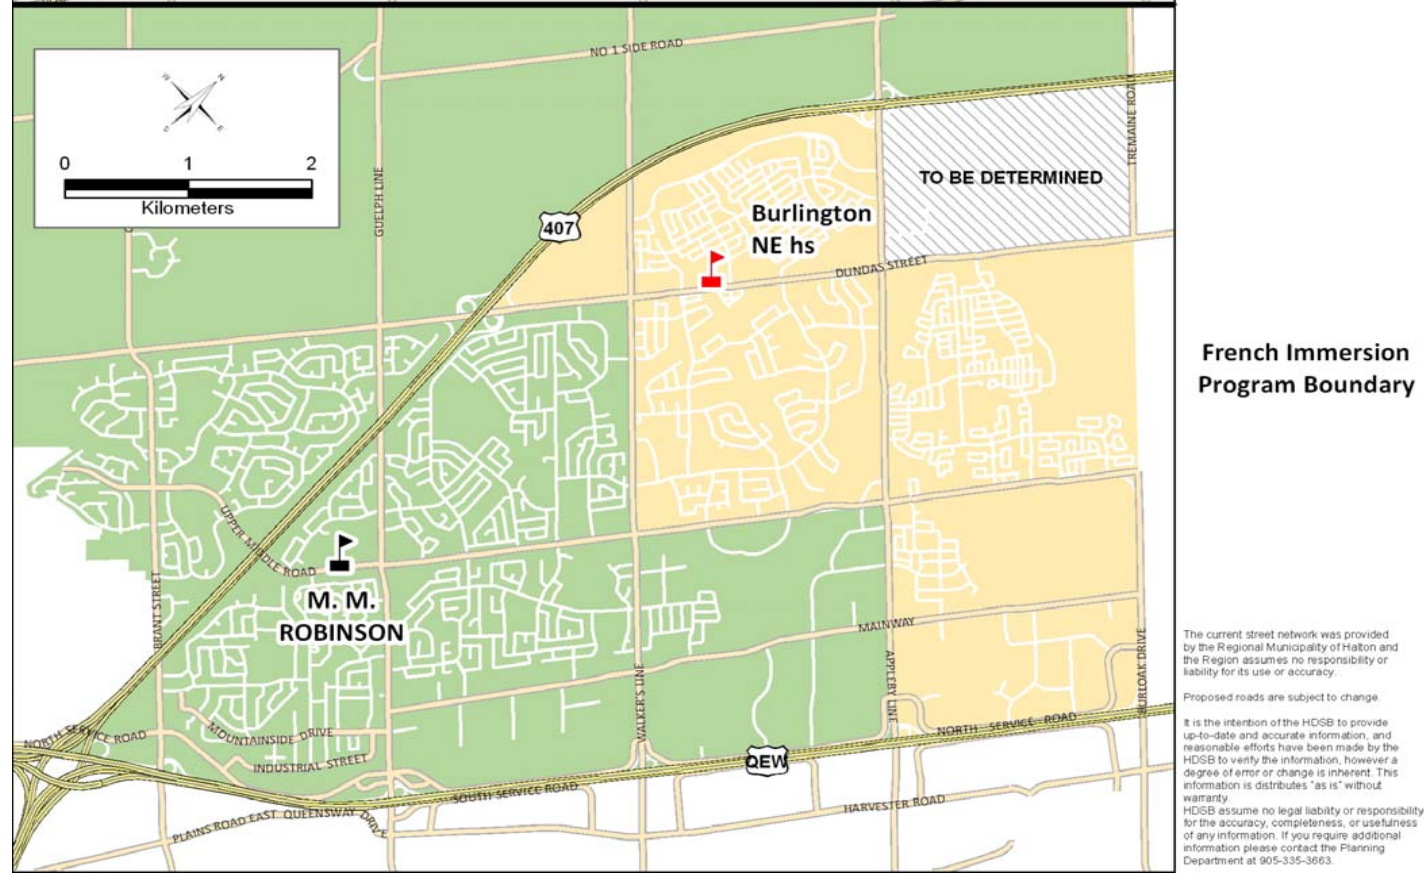 NO 1 SIDE ROAD
W
N
O
E
0
1
2
Kilometers
GUELPH LINE
TREMAINE ROAD
TO BE DETERMINED
407
Burlington
NE hs
DUNDAS STREET
French Immersion
Program Boundary
UPPER MIDDLE ROAD
M. M.
ROBINSON
BRANT STREET
MAINWAY
WALKER'S LINE
APPLEBY LINE
BURLOAK DRIVE
NORTH SERVICE ROAD
MOUNTAINSIDE DRIVE
INDUSTRIAL STREET
NORTH SERVICE ROAD
QEW
SOUTH SERVICE ROAD
HARVESTER ROAD
PLAINS ROAD EAST
QUEENSWAY DRIVE
The current street network was provided
by the Regional Municipality of Halton and
the Region assumes no responsibility or
liability for its use or accuracy.
Proposed roads are subject to change.
It is the intention of the HDSB to provide
up-to-date and accurate information, and
reasonable efforts have been made by the
HDSB to verify the information, however a
degree of error or change is inherent. This
information is distributes "as is" without
warranty.
HDSB assume no legal liability or responsibility
for the accuracy, completeness, or usefulness
of any information. If you require additional
information please contact the Planning
Department at 905-335-3663.